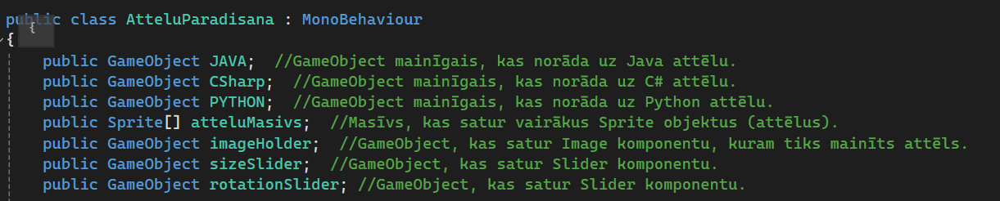 public class AtteluParadisana : MonoBehaviour
{
{
public GameObject JAVA;  //GameObject mainīgais, kas norāda uz Java attēlu.
public GameObject CSharp;  //GameObject mainīgais, kas norāda uz C# attēlu.
public GameObject PYTHON;  //GameObject mainīgais, kas norāda uz Python attēlu.
public Sprite[] atteluMasivs;  //Masīvs, kas satur vairākus Sprite objektus (attēlus).
public GameObject imageHolder;  //GameObject, kas satur Image komponentu, kuram tiks mainīts attēls.
public GameObject sizeSlider;  //GameObject, kas satur Slider komponentu.
public GameObject rotationSlider; //GameObject, kas satur Slider komponentu.